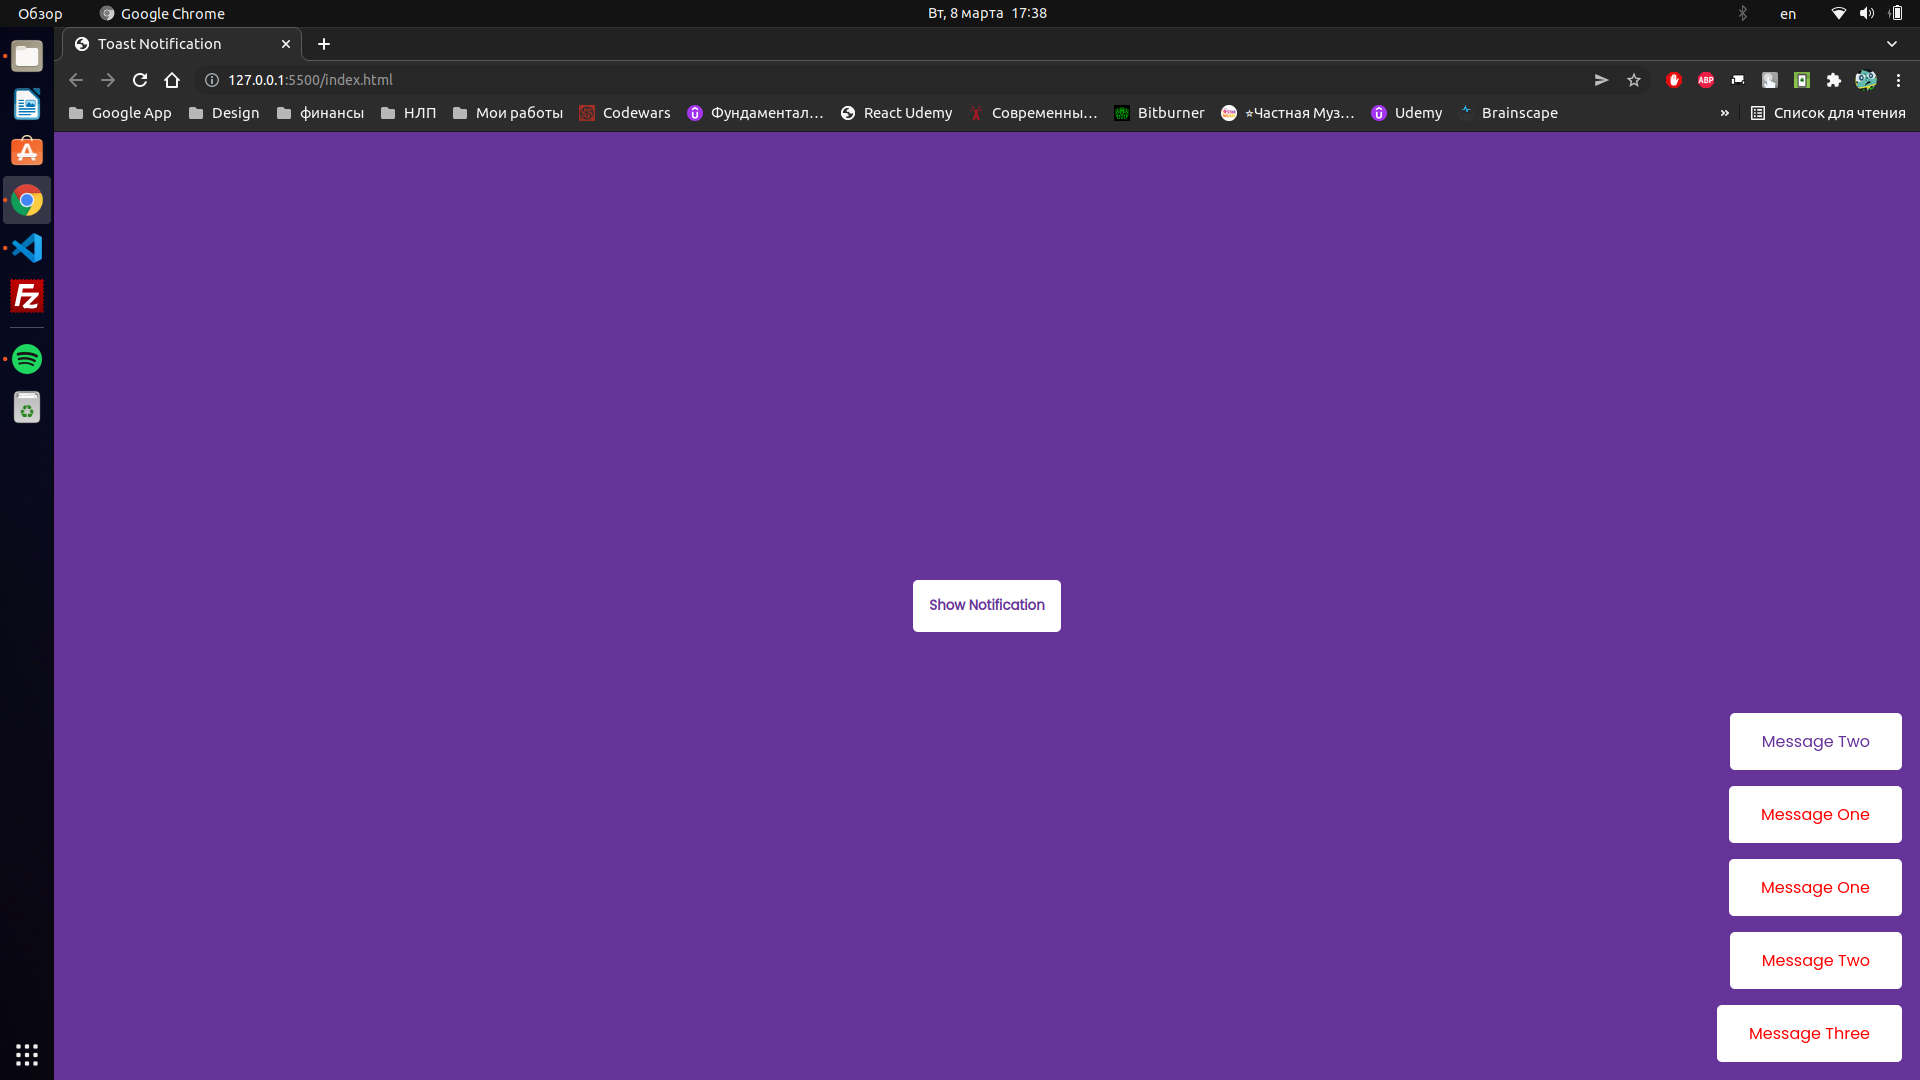 Обзор
Google Chrome
Вт, 8 марта 17:38
en
Toast Notification
127.0.0.1:5500/index.html
ABP
Google App
Design
финансы
НЛП
Мои работы
Codewars
Фундаментал…
React Udemy
Современны…
Bitburner
⭐Частная Муз…
Udemy
Brainscape
»
Список для чтения
Show Notification
Message Two
Message One
Message One
Message Two
Message Three